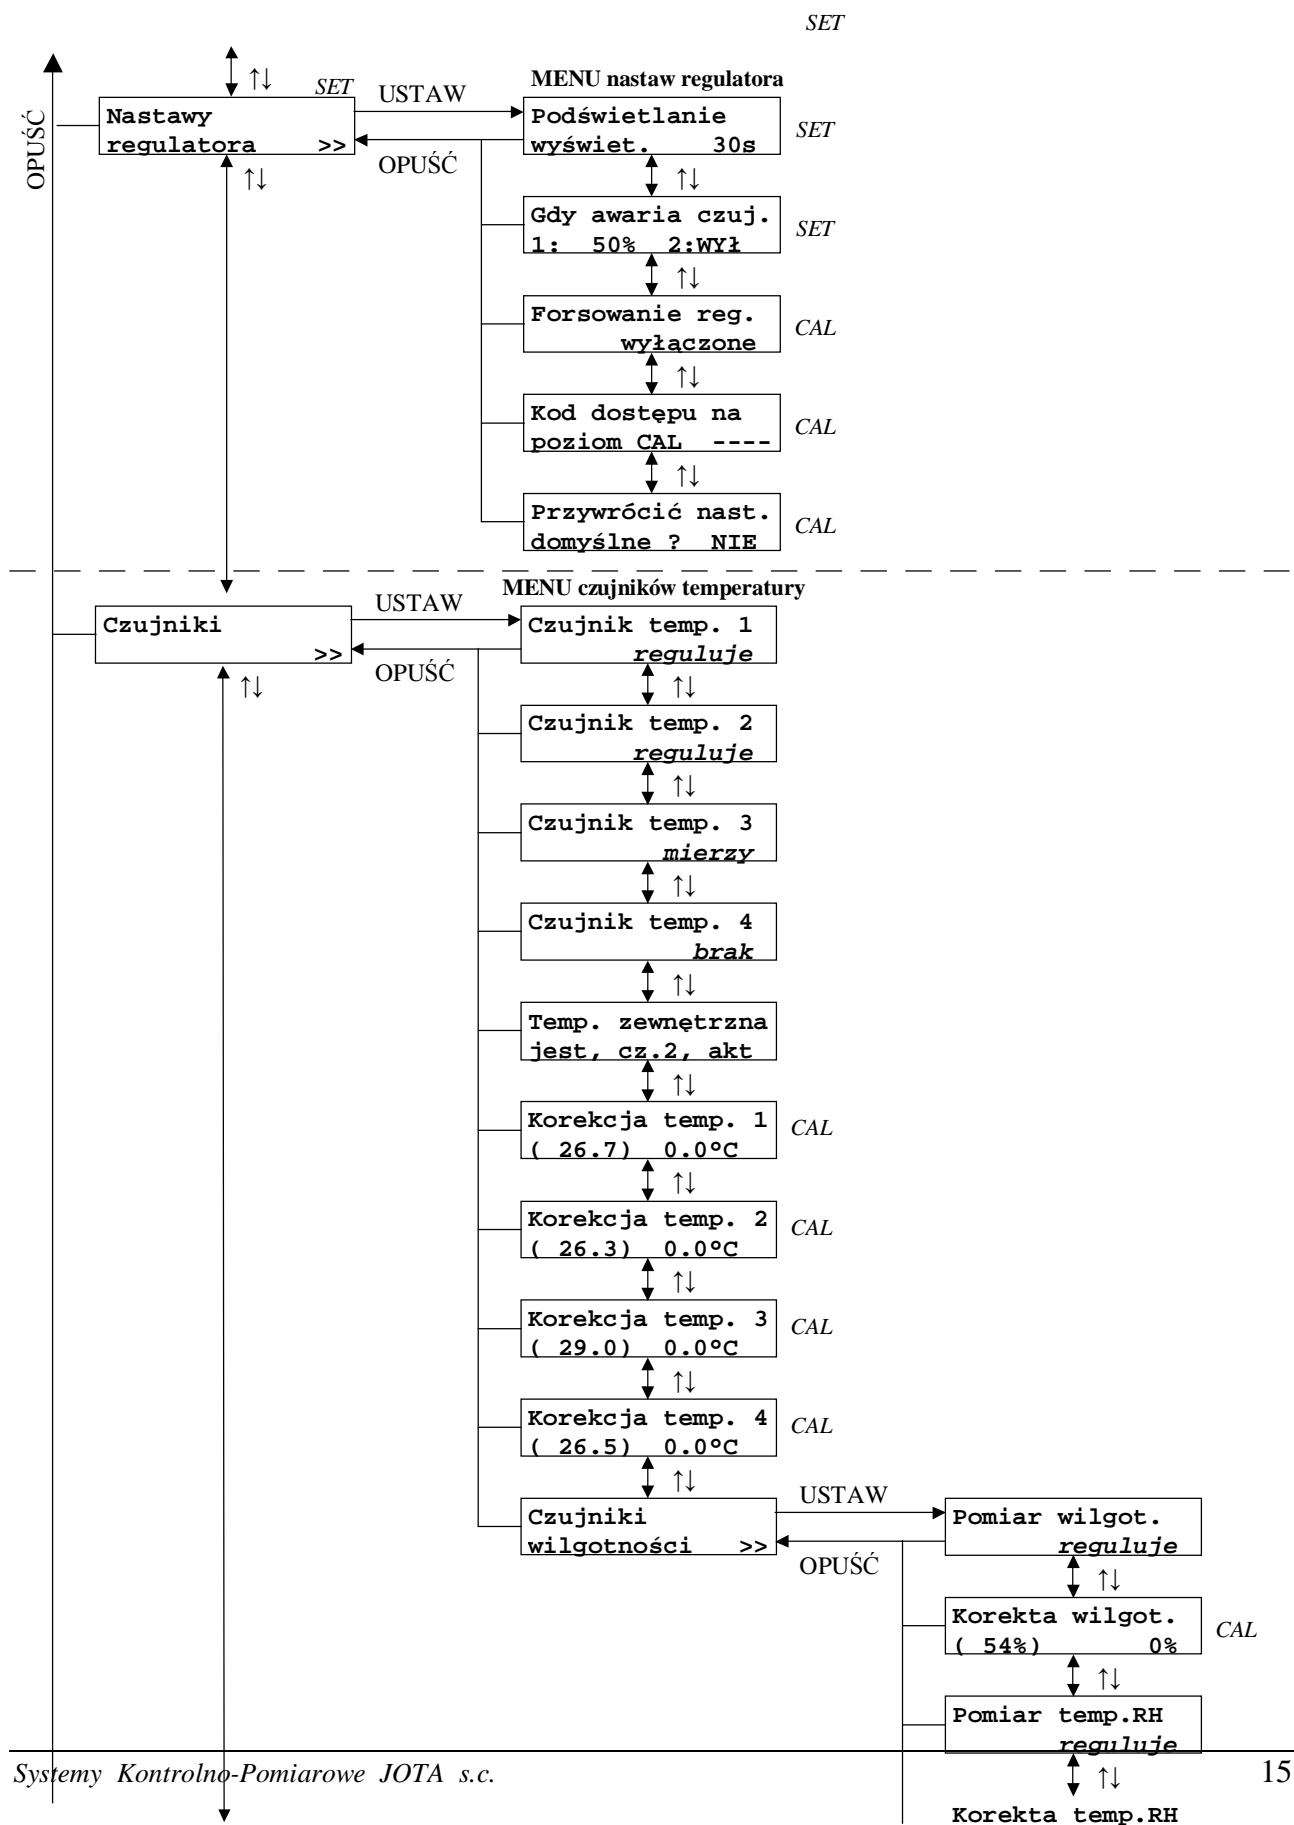 SET
MENU nastaw regulatora
OPUŚĆ
↑↓
SET
USTAW
Nastawy
regulatora >>
OPUŚĆ
↑↓
Podświetlanie
wyświet. 30s
SET
↑↓
Gdy awaria czuj.
1: 50% 2:WYŁ
SET
↑↓
Forsowanie reg.
wyłączone
CAL
↑↓
Kod dostępu na
poziom CAL ----
CAL
↑↓
Przywrócić nast.
domyślne ? NIE
CAL
MENU czujników temperatury
Czujniki
>>
USTAW
OPUŚĆ
↑↓
Czujnik temp. 1
reguluje
↑↓
Czujnik temp. 2
reguluje
↑↓
Czujnik temp. 3
mierzy
↑↓
Czujnik temp. 4
brak
↑↓
Temp. zewnętrzna
jest, cz.2, akt
↑↓
Korekcja temp. 1
( 26.7) 0.0°C
CAL
↑↓
Korekcja temp. 2
( 26.3) 0.0°C
CAL
↑↓
Korekcja temp. 3
( 29.0) 0.0°C
CAL
↑↓
Korekcja temp. 4
( 26.5) 0.0°C
CAL
↑↓
Czujniki
wilgotności >>
USTAW
OPUŚĆ
Pomiar wilgot.
reguluje
↑↓
Korekta wilgot.
( 54%) 0%
CAL
↑↓
Pomiar temp.RH
reguluje
↑↓
Korekta temp.RH
Systemy Kontrolno-Pomiarowe JOTA s.c.
15